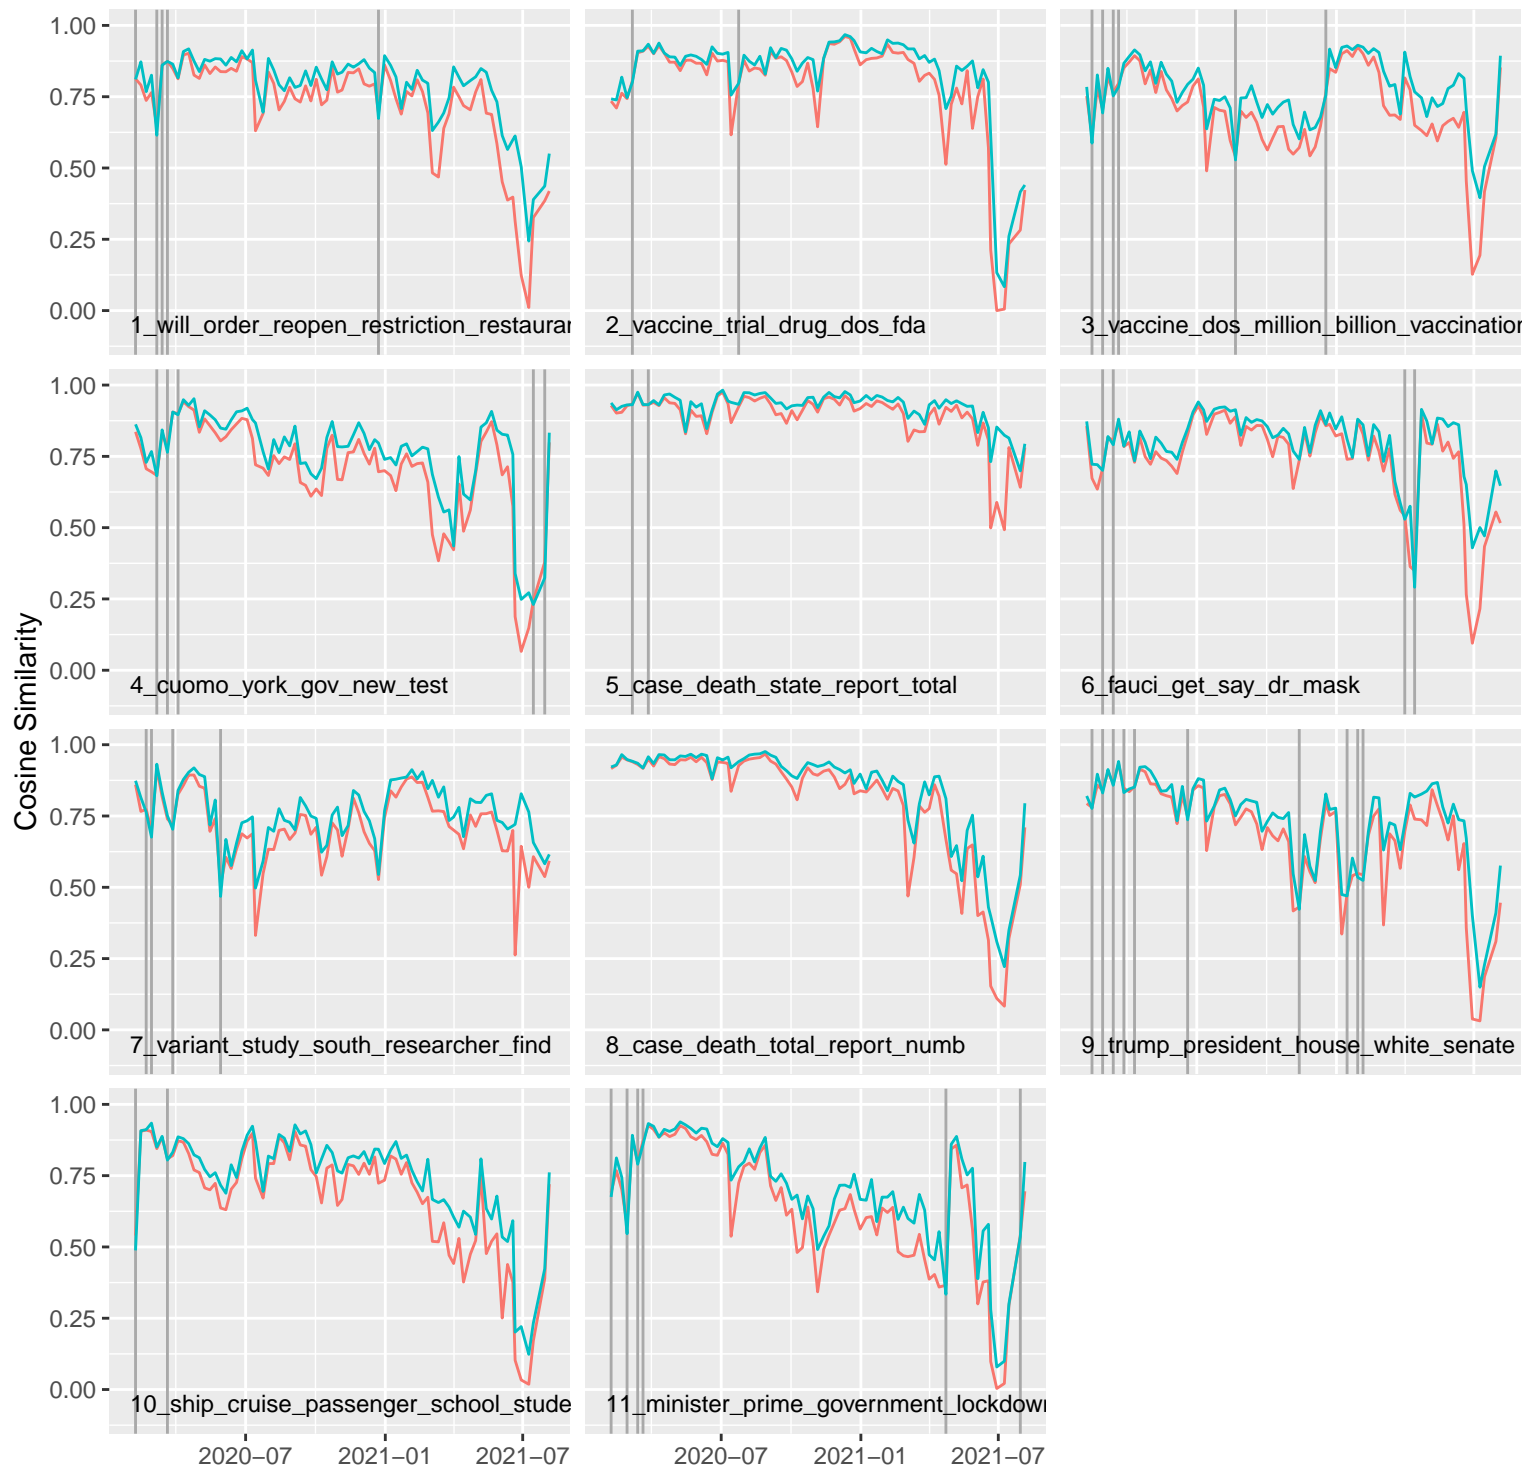 1.00
0.75
0.50
0.25
0.00
1_will_order_reopen_restriction_restaurar
2_vaccine_trial_drug_dos_fda
3_vaccine_dos_million_billion_vaccination
1.00
0.75
0.50
0.25
0.00
4_cuomo_york_gov_new_test
5_case_death_state_report_total
6_fauci_get_say_dr_mask
Cosine Similarity
1.00
0.75
0.50
0.25
0.00
7_variant_study_south_researcher_find
8_case_death_total_report_numb
9_trump_president_house_white_senate
1.00
0.75
0.50
0.25
0.00
10_ship_cruise_passenger_school_stude
11_minister_prime_government_lockdown
2020−07
2021−01
2021−07
2020−07
2021−01
2021−07